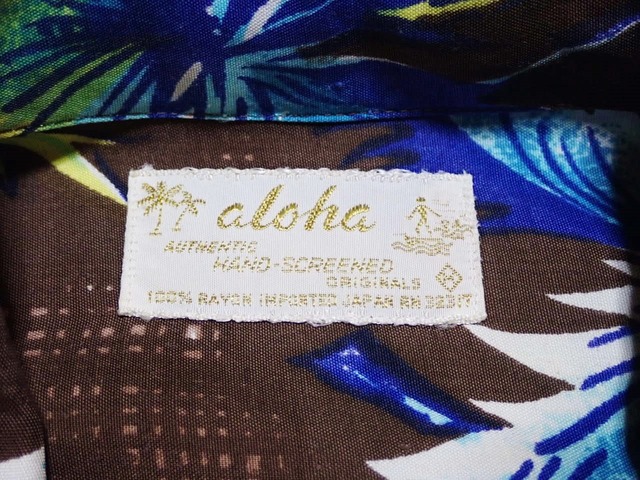 aloha
AUTHENTIC
HAND-SCREENED
ORIGINALS
100% RAYON IMPORTED JAPAN RN 32317